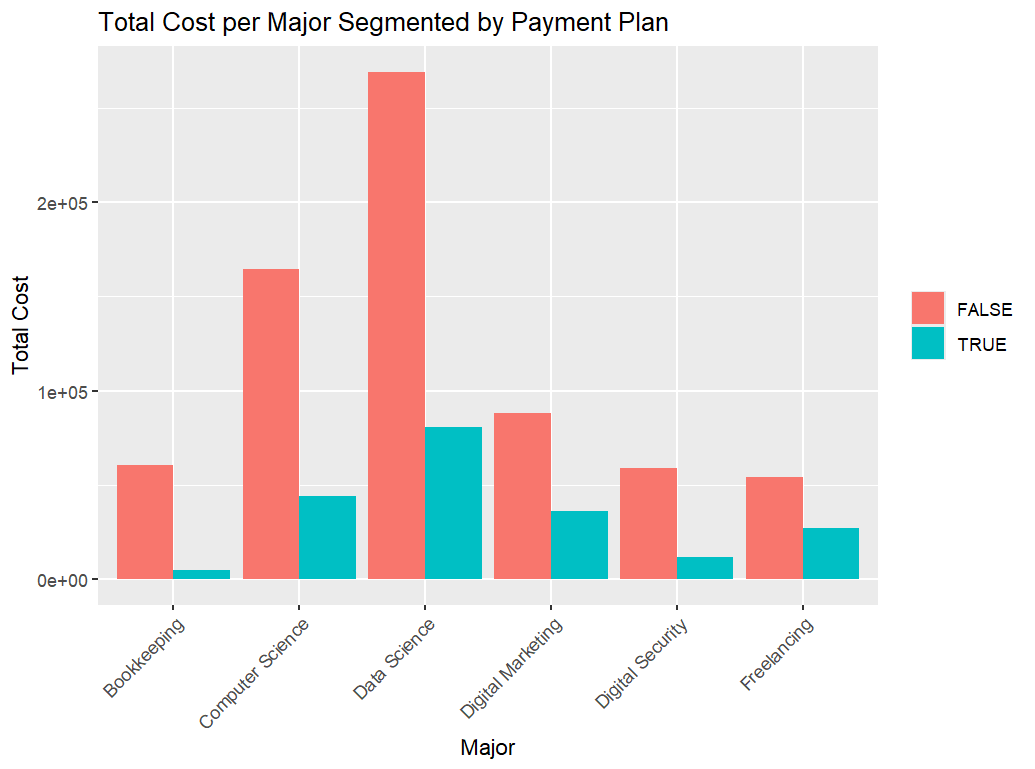 Total Cost per Major Segmented by Payment Plan
Total Cost
2e+05
1e+05
0e+00
Bookkeeping
Computer Science
Data Science
Digital Marketing
Digital Security
Freelancing
Major
FALSE
TRUE